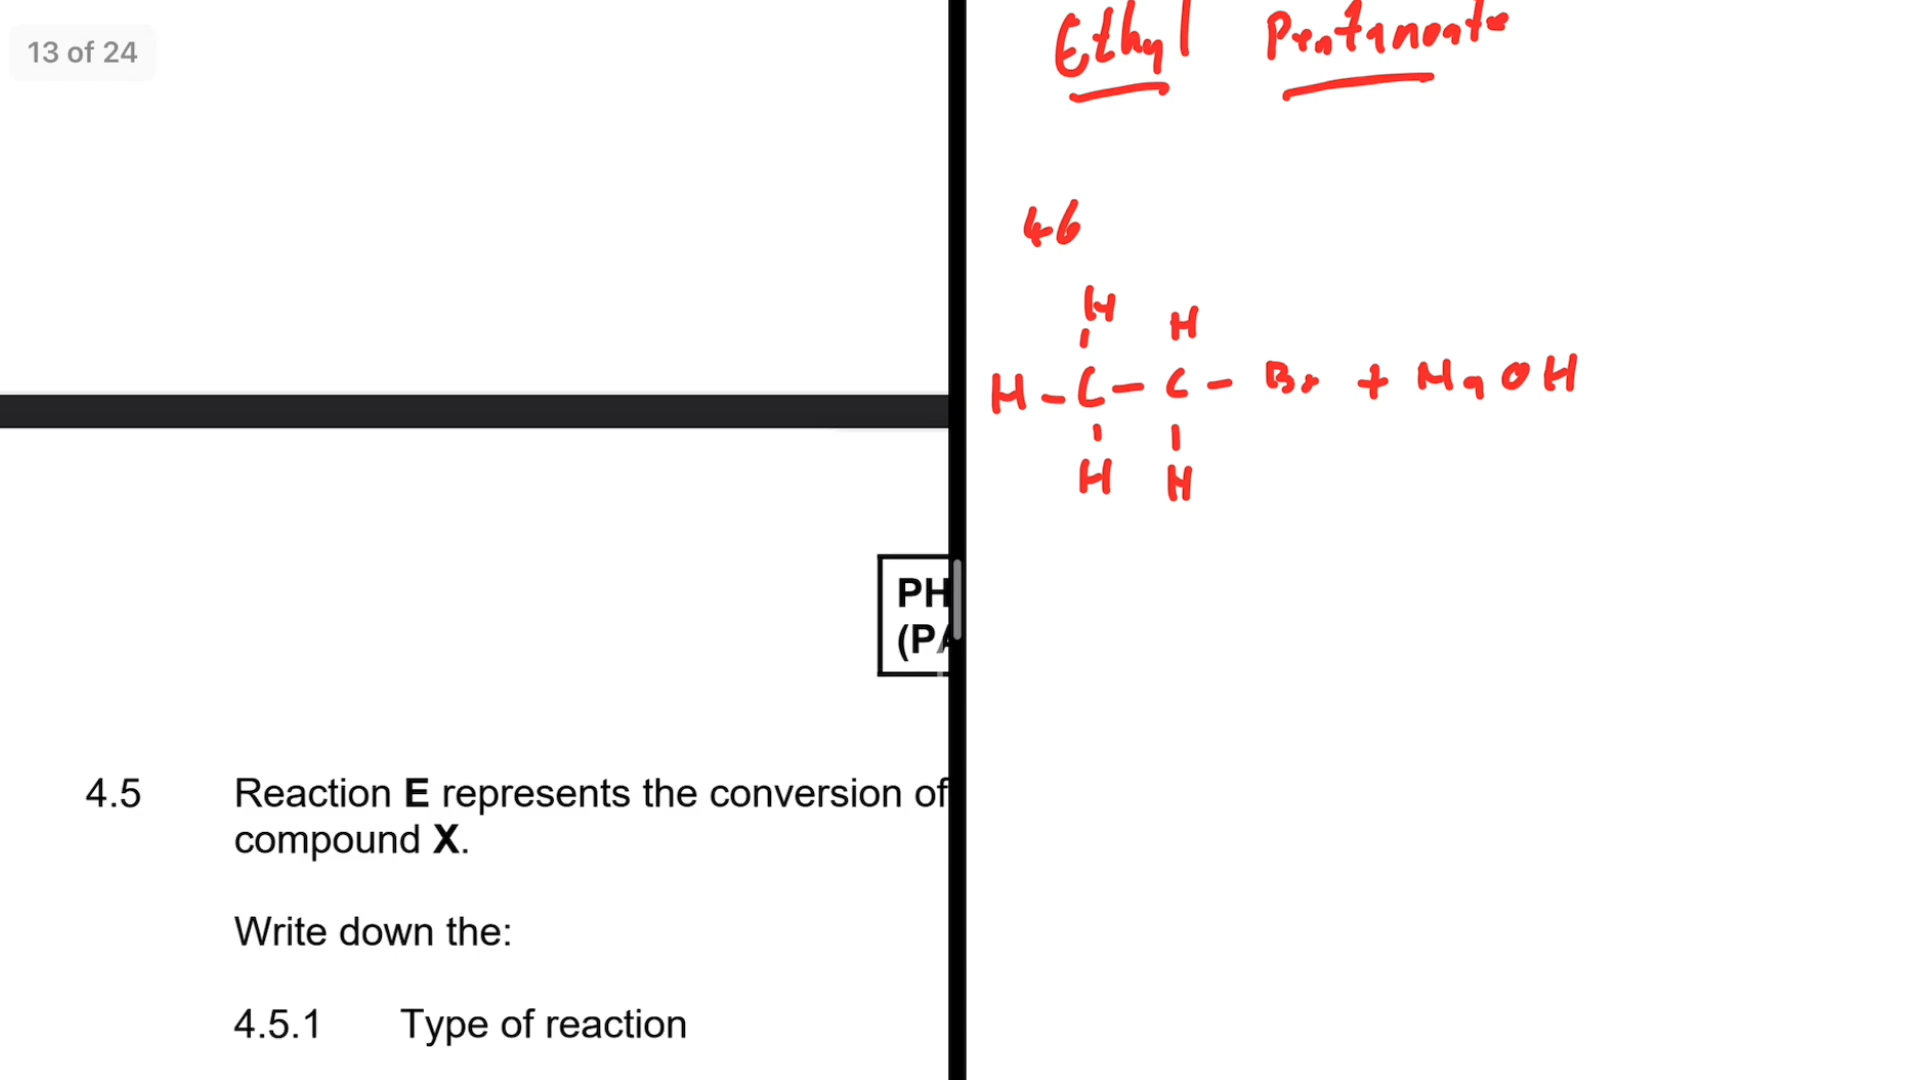 13 of 24
PH
(PA
4.5 Reaction E represents the conversion of
compound X.
Write down the:
4.5.1 Type of reaction
Ethyl Pentanoate
46
H H
H - C - C - Br + NaOH
H H